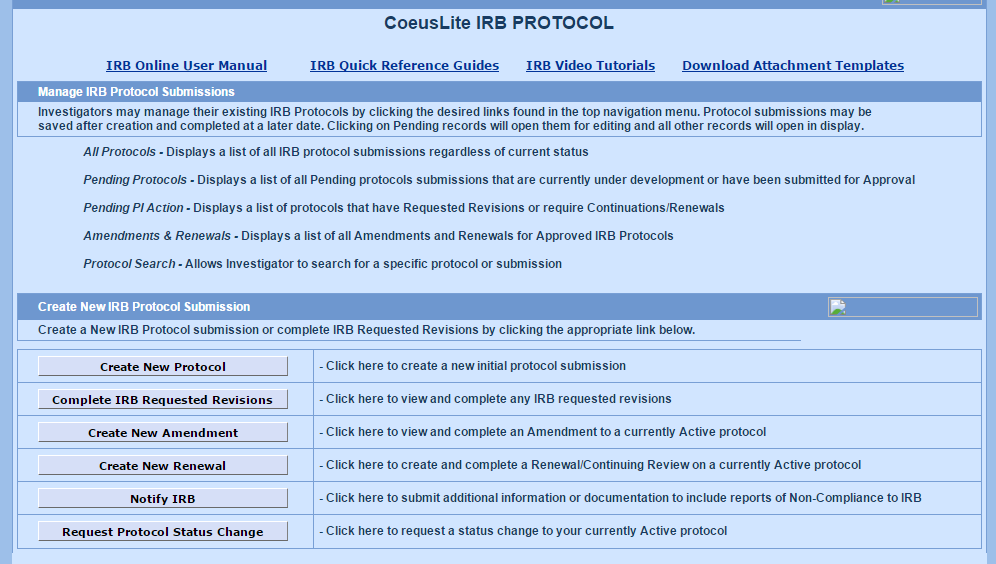 CoeusLite IRB PROTOCOL
IRB Online User Manual IRB Quick Reference Guides IRB Video Tutorials Download Attachment Templates
Manage IRB Protocol Submissions
Investigators may manage their existing IRB Protocols by clicking the desired links found in the top navigation menu. Protocol submissions may be
saved after creation and completed at a later date. Clicking on Pending records will open them for editing and all other records will open in display.
All Protocols - Displays a list of all IRB protocol submissions regardless of current status
Pending Protocols - Displays a list of all Pending protocols submissions that are currently under development or have been submitted for Approval
Pending PI Action - Displays a list of protocols that have Requested Revisions or require Continuations/Renewals
Amendments & Renewals - Displays a list of all Amendments and Renewals for Approved IRB Protocols
Protocol Search - Allows Investigator to search for a specific protocol or submission
Create New IRB Protocol Submission
Create a New IRB Protocol submission or complete IRB Requested Revisions by clicking the appropriate link below.
Create New Protocol - Click here to create a new initial protocol submission
Complete IRB Requested Revisions - Click here to view and complete any IRB requested revisions
Create New Amendment - Click here to view and complete an Amendment to a currently Active protocol
Create New Renewal - Click here to create and complete a Renewal/Continuing Review on a currently Active protocol
Notify IRB - Click here to submit additional information or documentation to include reports of Non-Compliance to IRB
Request Protocol Status Change - Click here to request a status change to your currently Active protocol